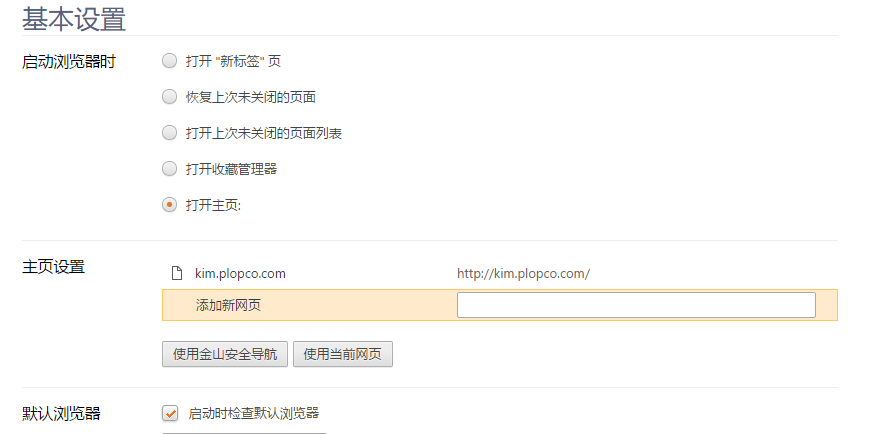 基本设置
启动浏览器时
打开 "新标签" 页
恢复上次未关闭的页面
打开上次未关闭的页面列表
打开收藏管理器
打开主页:
主页设置
kim.plopco.com http://kim.plopco.com/
添加新网页
使用金山安全导航 使用当前网页
默认浏览器
启动时检查默认浏览器